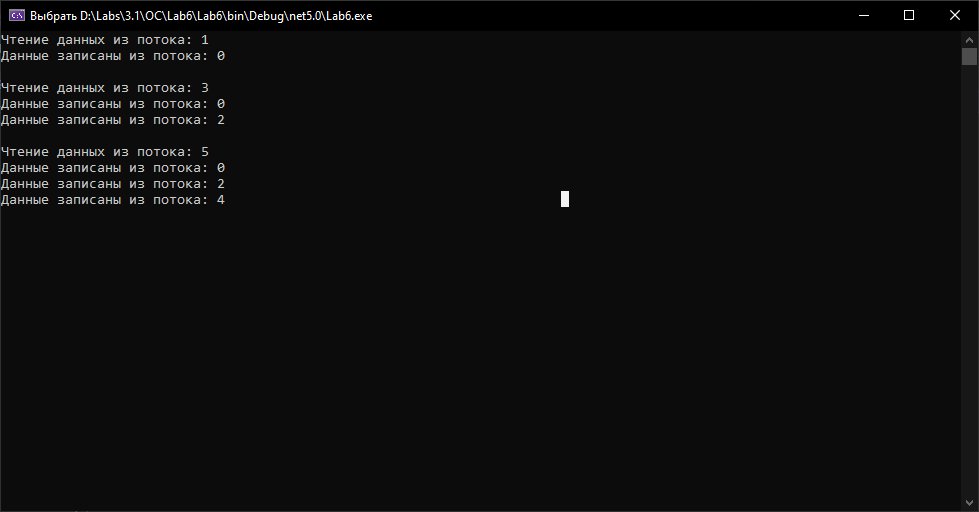 Выбрать D:\Labs\3.1\ОС\Lab6\Lab6\bin\Debug\net5.0\Lab6.exe
Чтение данных из потока: 1
Данные записаны из потока: 0
Чтение данных из потока: 3
Данные записаны из потока: 0
Данные записаны из потока: 2
Чтение данных из потока: 5
Данные записаны из потока: 0
Данные записаны из потока: 2
Данные записаны из потока: 4